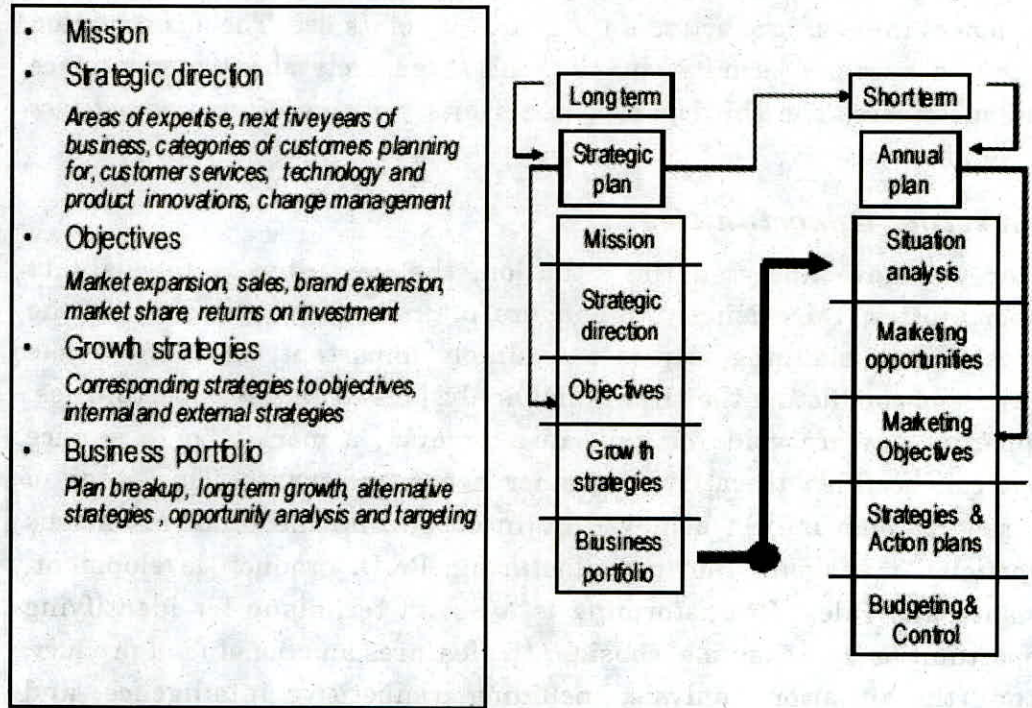 • Mission
• Strategic direction
Areas of expertise, next five years of
business, categories of customers planning
for, customer services, technology and
product innovations, change management
• Objectives
Market expansion, sales, brand extension,
market share, returns on investment
• Growth strategies
Corresponding strategies to objectives,
internal and external strategies
• Business portfolio
Plan breakup, long term growth, alternative
strategies , opportunity analysis and targeting
Long term
Strategic
plan
Mission
Strategic
direction
Objectives
Growth
strategies
Biusiness
portfolio
Short term
Annual
plan
Situation
analysis
Marketing
opportunities
Marketing
Objectives
Strategies &
Action plans
Budgeting &
Control